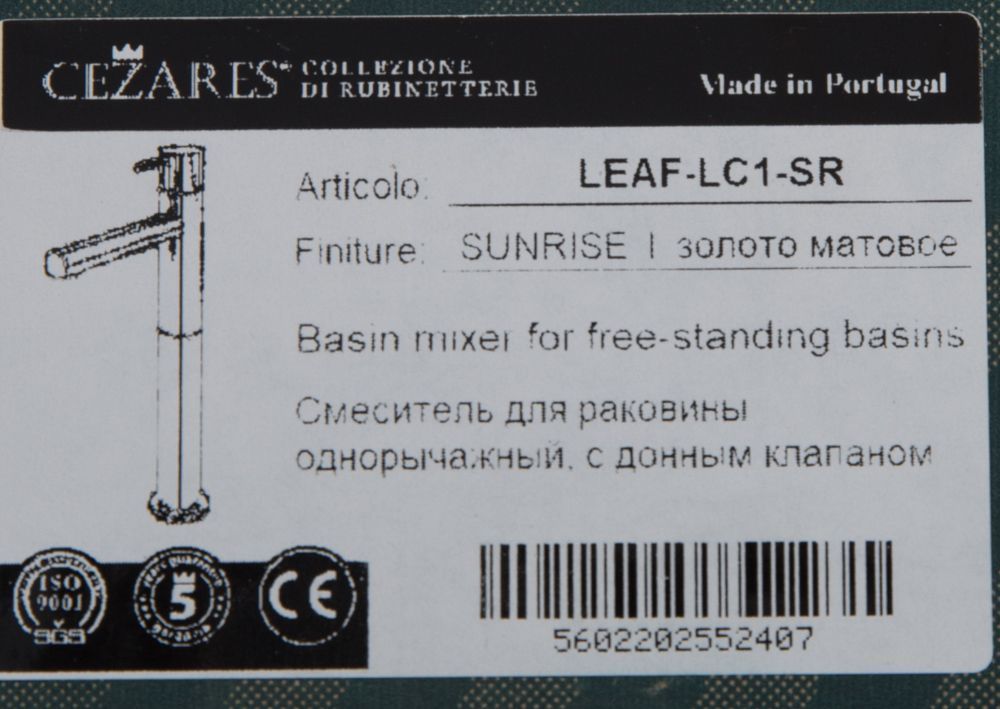 CEZARES® COLLEZIONE
DI RUBINETTERIE
Made in Portugal
Articolo: LEAF-LC1-SR
Finiture: SUNRISE | золото матовое
Basin mixer for free-standing basins
Смеситель для раковины
однорычажный, с донным клапаном
ISO
9001
SGS
5
CE
5602202552407